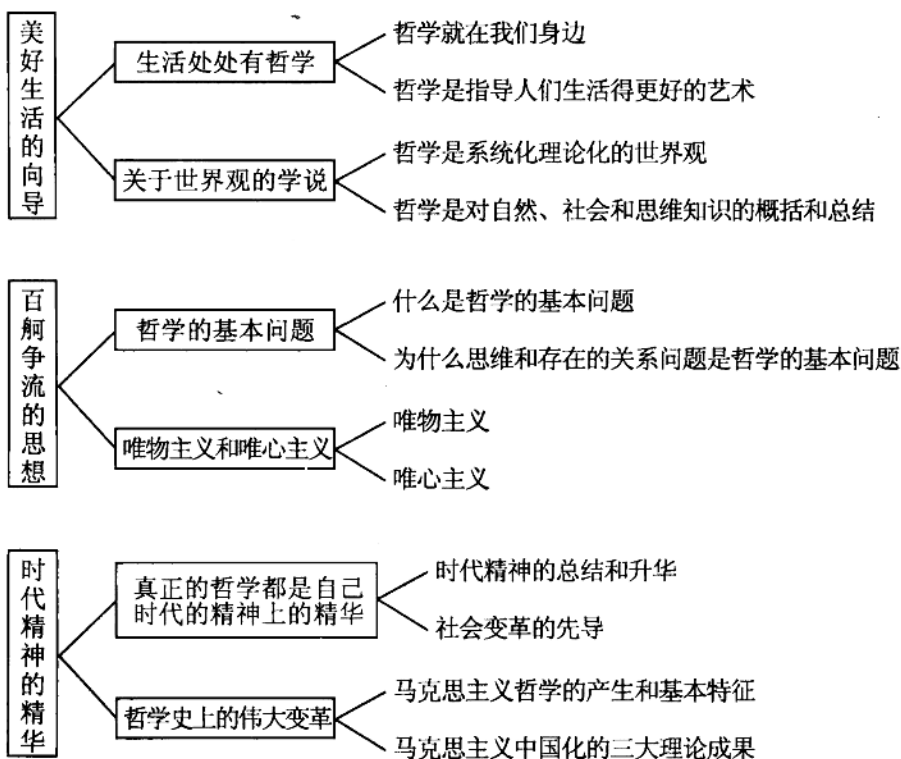 美好生活的向导
生活处处有哲学
哲学就在我们身边
哲学是指导人们生活得更好的艺术
关于世界观的学说
哲学是系统化理论化的世界观
哲学是对自然、社会和思维知识的概括和总结
百舸争流的思想
哲学的基本问题
什么是哲学的基本问题
为什么思维和存在的关系问题是哲学的基本问题
唯物主义和唯心主义
唯物主义
唯心主义
时代精神的精华
真正的哲学都是自己
时代的精神上的精华
时代精神的总结和升华
社会变革的先导
哲学史上的伟大变革
马克思主义哲学的产生和基本特征
马克思主义中国化的三大理论成果